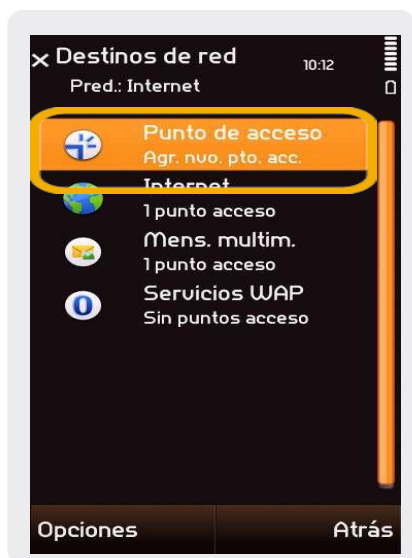 Destinos de red
10:12
Pred.: Internet
Punto de acceso
Agr. nvo. pto. acc.
Internet
1 punto acceso
Mens. multim.
1 punto acceso
Servicios WAP
Sin puntos acceso
Opciones
Atrás